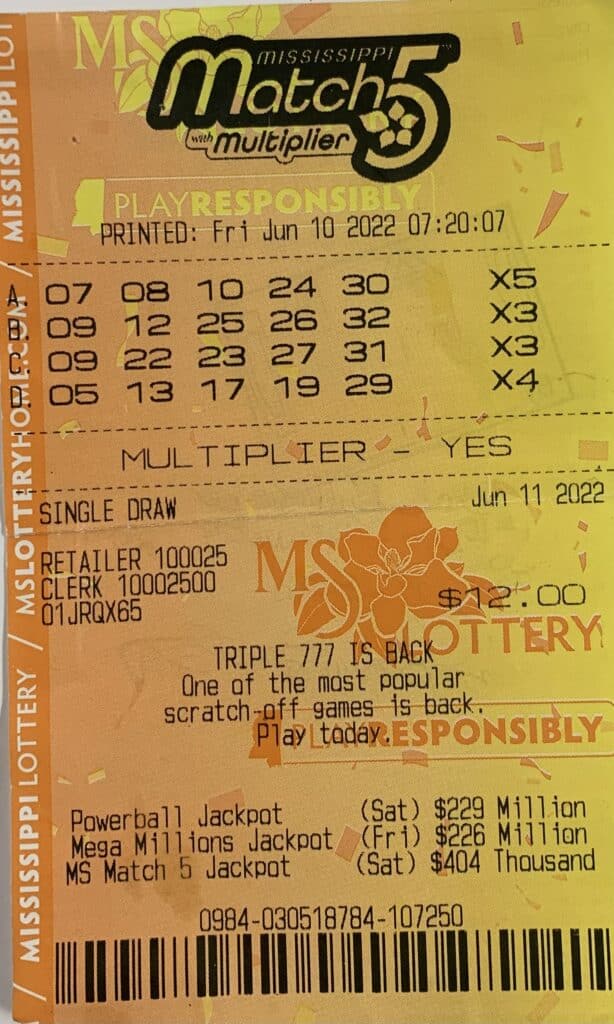 MS
MISSISSIPPI
Match 5
with multiplier
PLAY RESPONSIBLY
PRINTED: Fri Jun 10 2022 07:20:07
A. 07 08 10 24 30 X5
B. 09 12 25 26 32 X3
C. 09 22 23 27 31 X3
D. 05 13 17 19 29 X4
MULTIPLIER - YES
SINGLE DRAW Jun 11 2022
RETAILER 100025
CLERK 10002500
01JRQX65
$12.00
MS
LOTTERY
TRIPLE 777 IS BACK
One of the most popular
scratch-off games is back.
Play today.
PLAY RESPONSIBLY
Powerball Jackpot (Sat) $229 Million
Mega Millions Jackpot (Fri) $226 Million
MS Match 5 Jackpot (Sat) $404 Thousand
0984-030518784-107250
MISSISSIPPI LOTTERY / MSLOTTERYHOME.COM / MISSISSIPPI LOT